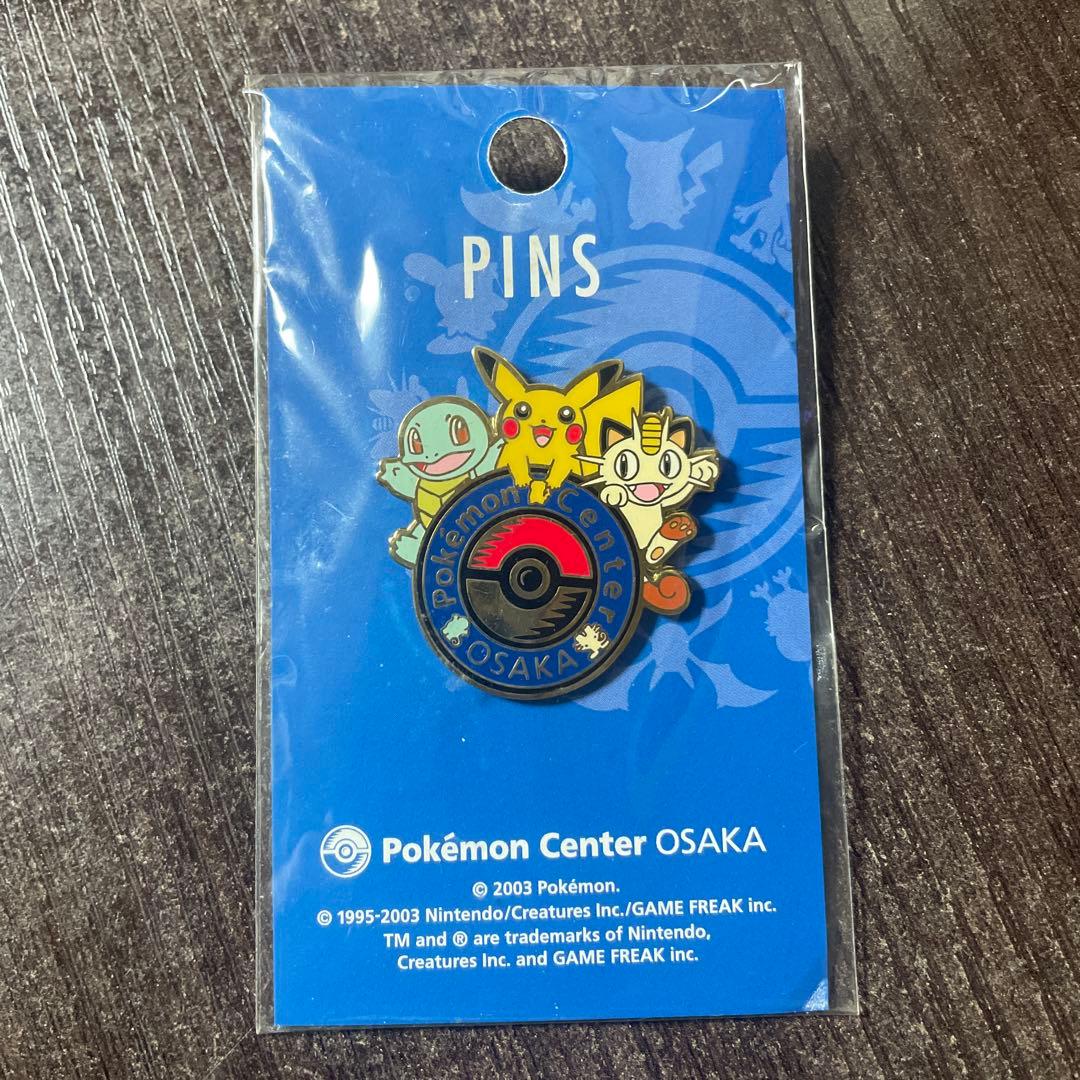 PINS
Pokémon Center
OSAKA
Pokémon Center OSAKA
© 2003 Pokémon.
© 1995-2003 Nintendo/Creatures Inc./GAME FREAK inc.
TM and ® are trademarks of Nintendo,
Creatures Inc. and GAME FREAK inc.